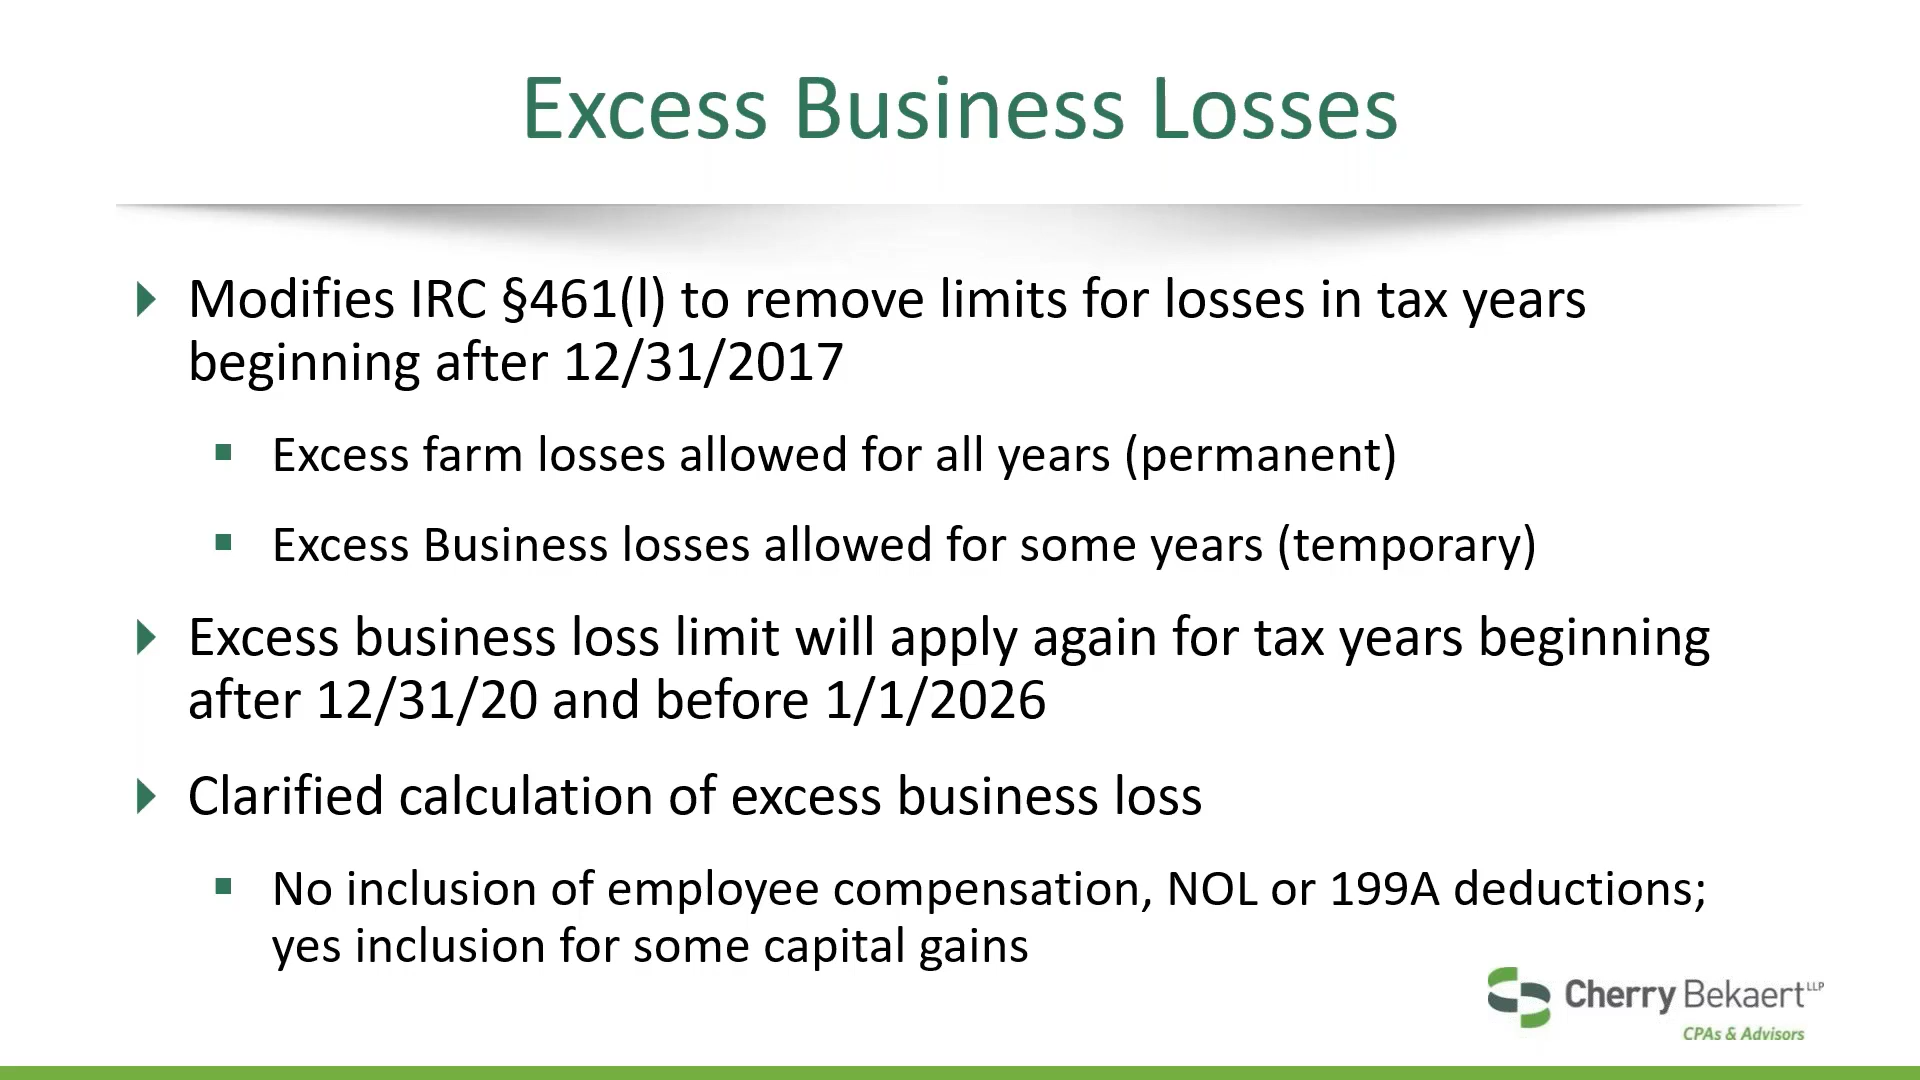 Excess Business Losses
Modifies IRC §461(l) to remove limits for losses in tax years
beginning after 12/31/2017
Excess farm losses allowed for all years (permanent)
Excess Business losses allowed for some years (temporary)
Excess business loss limit will apply again for tax years beginning
after 12/31/20 and before 1/1/2026
Clarified calculation of excess business loss
No inclusion of employee compensation, NOL or 199A deductions;
yes inclusion for some capital gains
Cherry Bekaert LLP
CPAs & Advisors